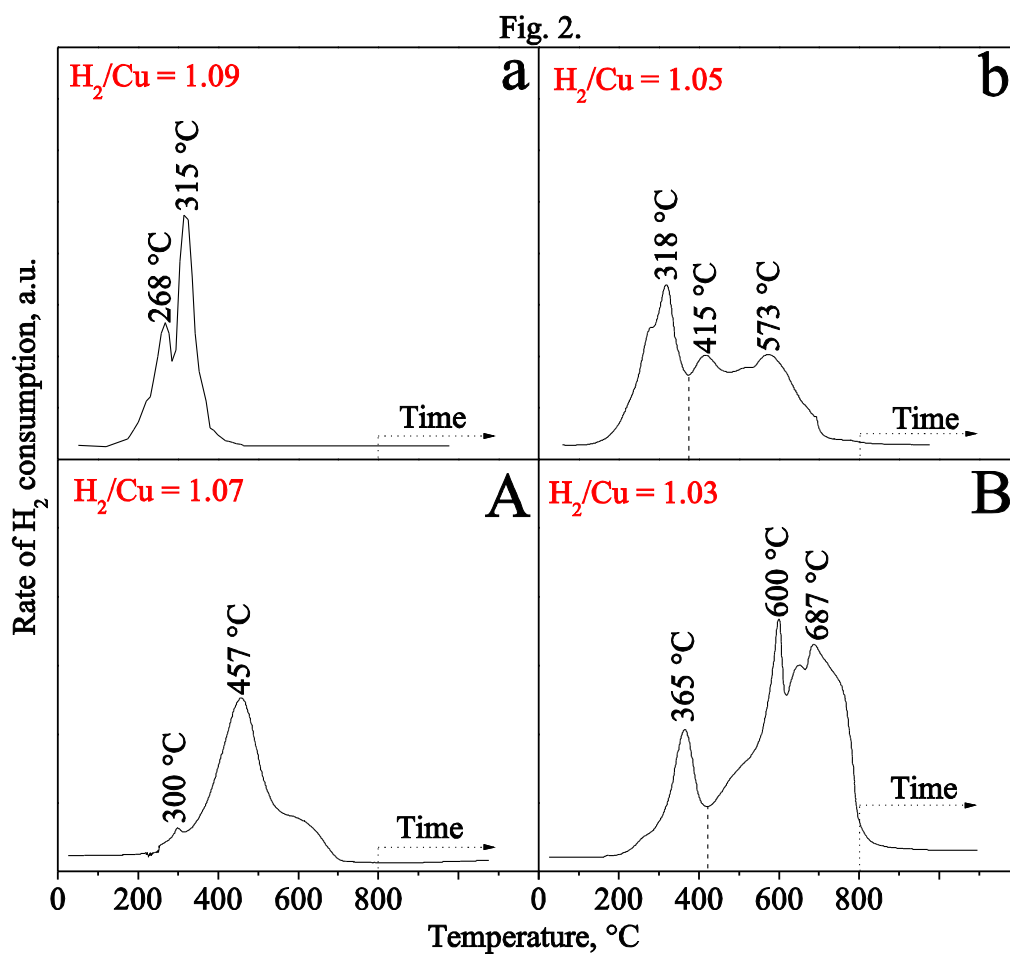 Fig. 2.
Rate of H2 consumption, a.u.
H2/Cu = 1.09
a
268 °C
315 °C
Time
H2/Cu = 1.05
b
318 °C
415 °C
573 °C
Time
H2/Cu = 1.07
A
300 °C
457 °C
Time
H2/Cu = 1.03
B
365 °C
600 °C
687 °C
Time
0 200 400 600 800 0 200 400 600 800
Temperature, °C